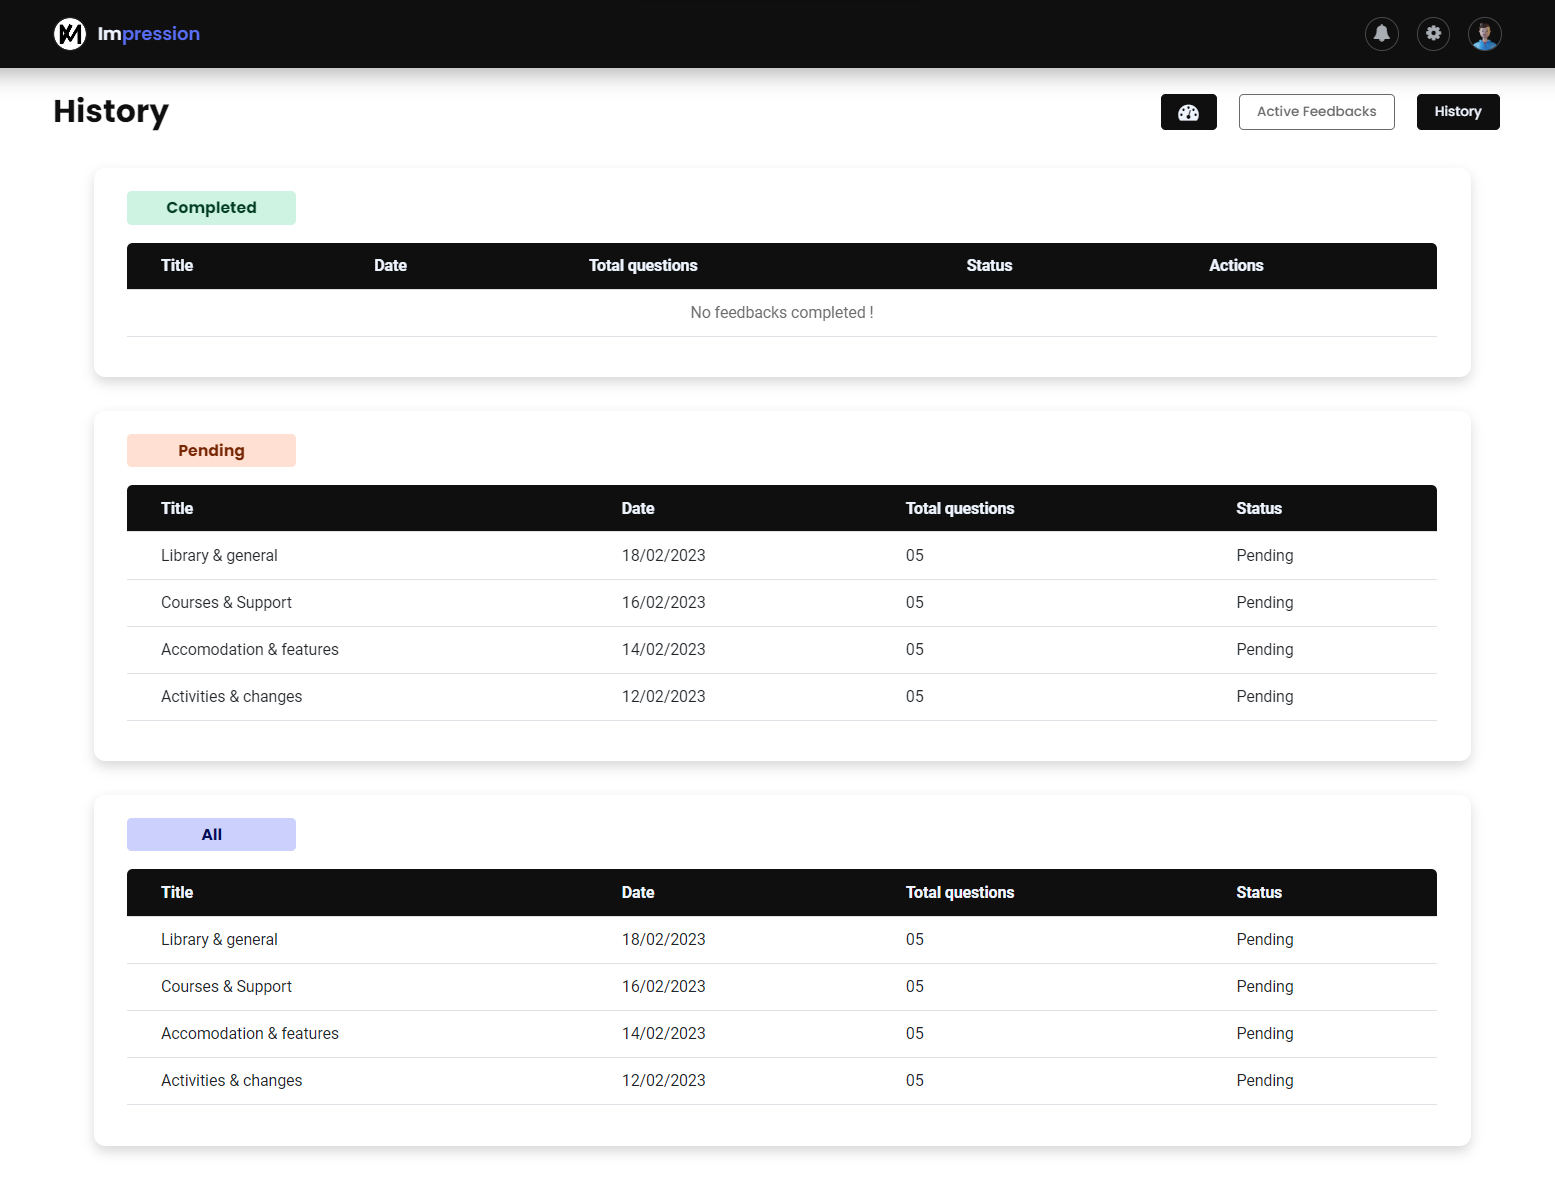 Impression
History
Active Feedbacks
History
Completed
Title Date Total questions Status Actions
No feedbacks completed !
Pending
Title Date Total questions Status
Library & general 18/02/2023 05 Pending
Courses & Support 16/02/2023 05 Pending
Accomodation & features 14/02/2023 05 Pending
Activities & changes 12/02/2023 05 Pending
All
Title Date Total questions Status
Library & general 18/02/2023 05 Pending
Courses & Support 16/02/2023 05 Pending
Accomodation & features 14/02/2023 05 Pending
Activities & changes 12/02/2023 05 Pending